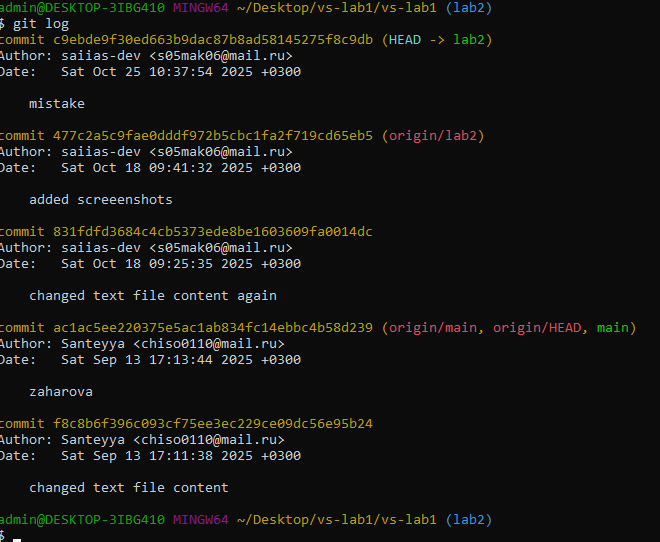 admin@DESKTOP-3IBG410 MINGW64 ~/Desktop/vs-lab1/vs-lab1 (lab2)
$ git log
commit c9ebde9f30ed663b9dac87b8ad58145275f8c9db (HEAD -> lab2)
Author: saiias-dev <s05mak06@mail.ru>
Date:   Sat Oct 25 10:37:54 2025 +0300

    mistake

commit 477c2a5c9fae0dddf972b5cbc1fa2f719cd65eb5 (origin/lab2)
Author: saiias-dev <s05mak06@mail.ru>
Date:   Sat Oct 18 09:41:32 2025 +0300

    added screeenshots

commit 831fdfd3684c4cb5373ede8be1603609fa0014dc
Author: saiias-dev <s05mak06@mail.ru>
Date:   Sat Oct 18 09:25:35 2025 +0300

    changed text file content again

commit ac1ac5ee220375e5ac1ab834fc14ebbc4b58d239 (origin/main, origin/HEAD, main)
Author: Santeyya <chiso0110@mail.ru>
Date:   Sat Sep 13 17:13:44 2025 +0300

    zaharova

commit f8c8b6f396c093cf75ee3ec229ce09dc56e95b24
Author: Santeyya <chiso0110@mail.ru>
Date:   Sat Sep 13 17:11:38 2025 +0300

    changed text file content

admin@DESKTOP-3IBG410 MINGW64 ~/Desktop/vs-lab1/vs-lab1 (lab2)
$